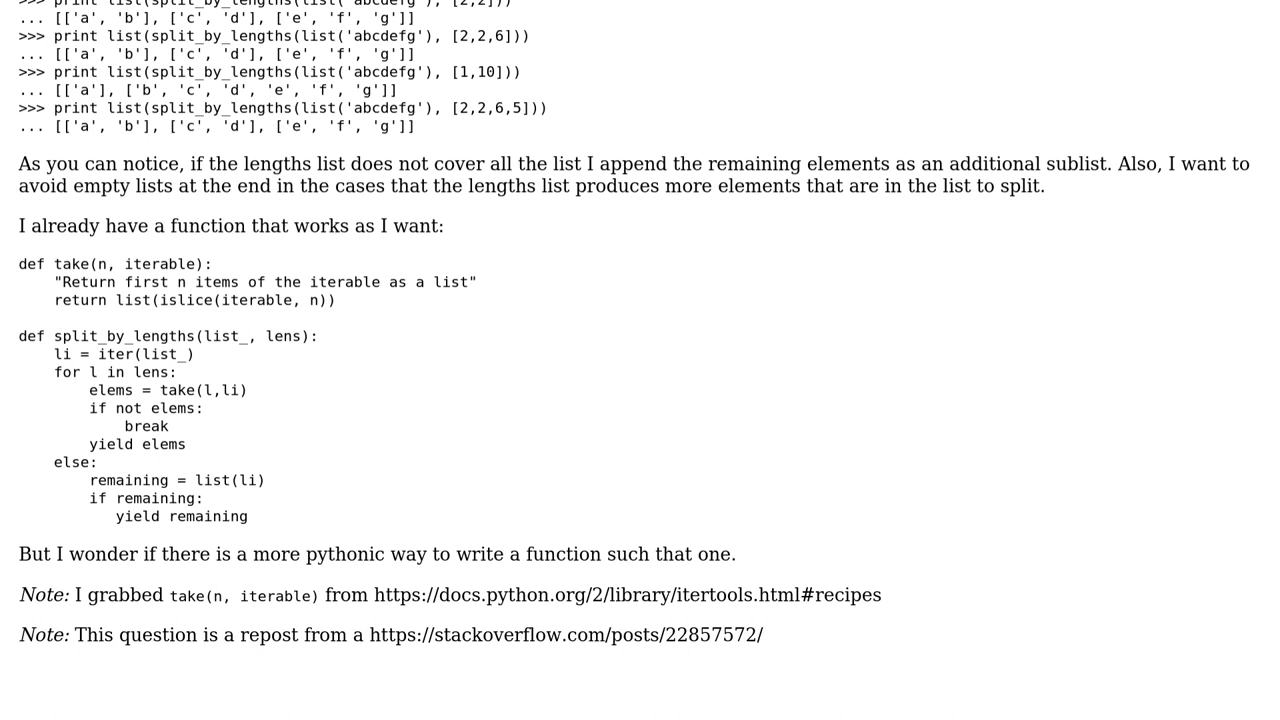 >>> print list(split_by_lengths(list('abcdefg'), [2,2]))
... [['a', 'b'], ['c', 'd'], ['e', 'f', 'g']]
>>> print list(split_by_lengths(list('abcdefg'), [2,2,6]))
... [['a', 'b'], ['c', 'd'], ['e', 'f', 'g']]
>>> print list(split_by_lengths(list('abcdefg'), [1,10]))
... [['a'], ['b', 'c', 'd', 'e', 'f', 'g']]
>>> print list(split_by_lengths(list('abcdefg'), [2,2,6,5]))
... [['a', 'b'], ['c', 'd'], ['e', 'f', 'g']]
As you can notice, if the lengths list does not cover all the list I append the remaining elements as an additional sublist. Also, I want to
avoid empty lists at the end in the cases that the lengths list produces more elements that are in the list to split.
I already have a function that works as I want:
def take(n, iterable):
    "Return first n items of the iterable as a list"
    return list(islice(iterable, n))
def split_by_lengths(list_, lens):
    li = iter(list_)
    for l in lens:
        elems = take(l,li)
        if not elems:
            break
        yield elems
    else:
        remaining = list(li)
        if remaining:
           yield remaining
But I wonder if there is a more pythonic way to write a function such that one.
Note: I grabbed take(n, iterable) from https://docs.python.org/2/library/itertools.html#recipes
Note: This question is a repost from a https://stackoverflow.com/posts/22857572/